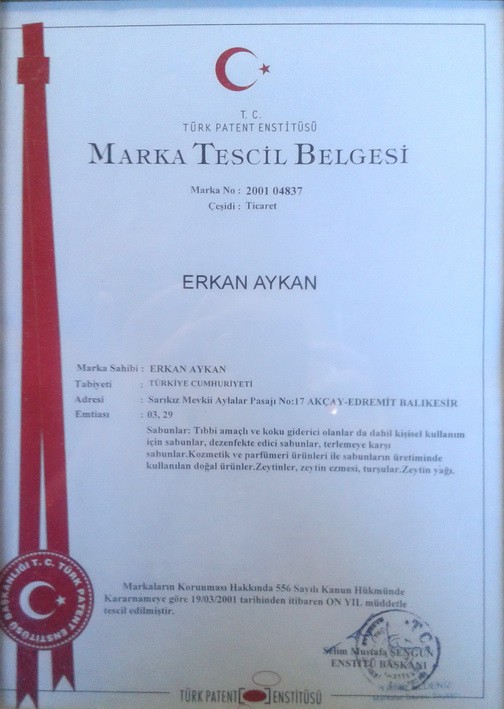 T. C.
TÜRK PATENT ENSTİTÜSÜ
MARKA TESCİL BELGESİ
Marka No : 2001 04837
Çeşidi : Ticaret
ERKAN AYKAN
Marka Sahibi : ERKAN AYKAN
Tabiyeti : TÜRKİYE CUMHURİYETİ
Adresi : Sarıkız Mevkii Aylalar Pasajı No:17 AKÇAY-EDREMİT BALIKESİR
Emtiası : 03, 29
Sabunlar: Tıbbi amaçlı ve koku giderici olanlar da dahil kişisel kullanım
için sabunlar, dezenfekte edici sabunlar, terlemeye karşı
sabunlar.Kozmetik ve parfümeri ürünleri ile sabunların üretiminde
kullanılan doğal ürünler.Zeytinler, zeytin ezmesi, turşular.Zeytin yağı.
Markaların Korunması Hakkında 556 Sayılı Kanun Hükmünde
Kararnameye göre 19/03/2001 tarihinden itibaren ON YIL müddetle
tescil edilmiştir.
Selim Mustafa ŞENGÜN
ENSTİTÜ BAŞKANI
T. C. TÜRK PATENT ENSTİTÜSÜ BAŞKANLIĞI
TÜRK PATENT ENSTİTÜSÜ